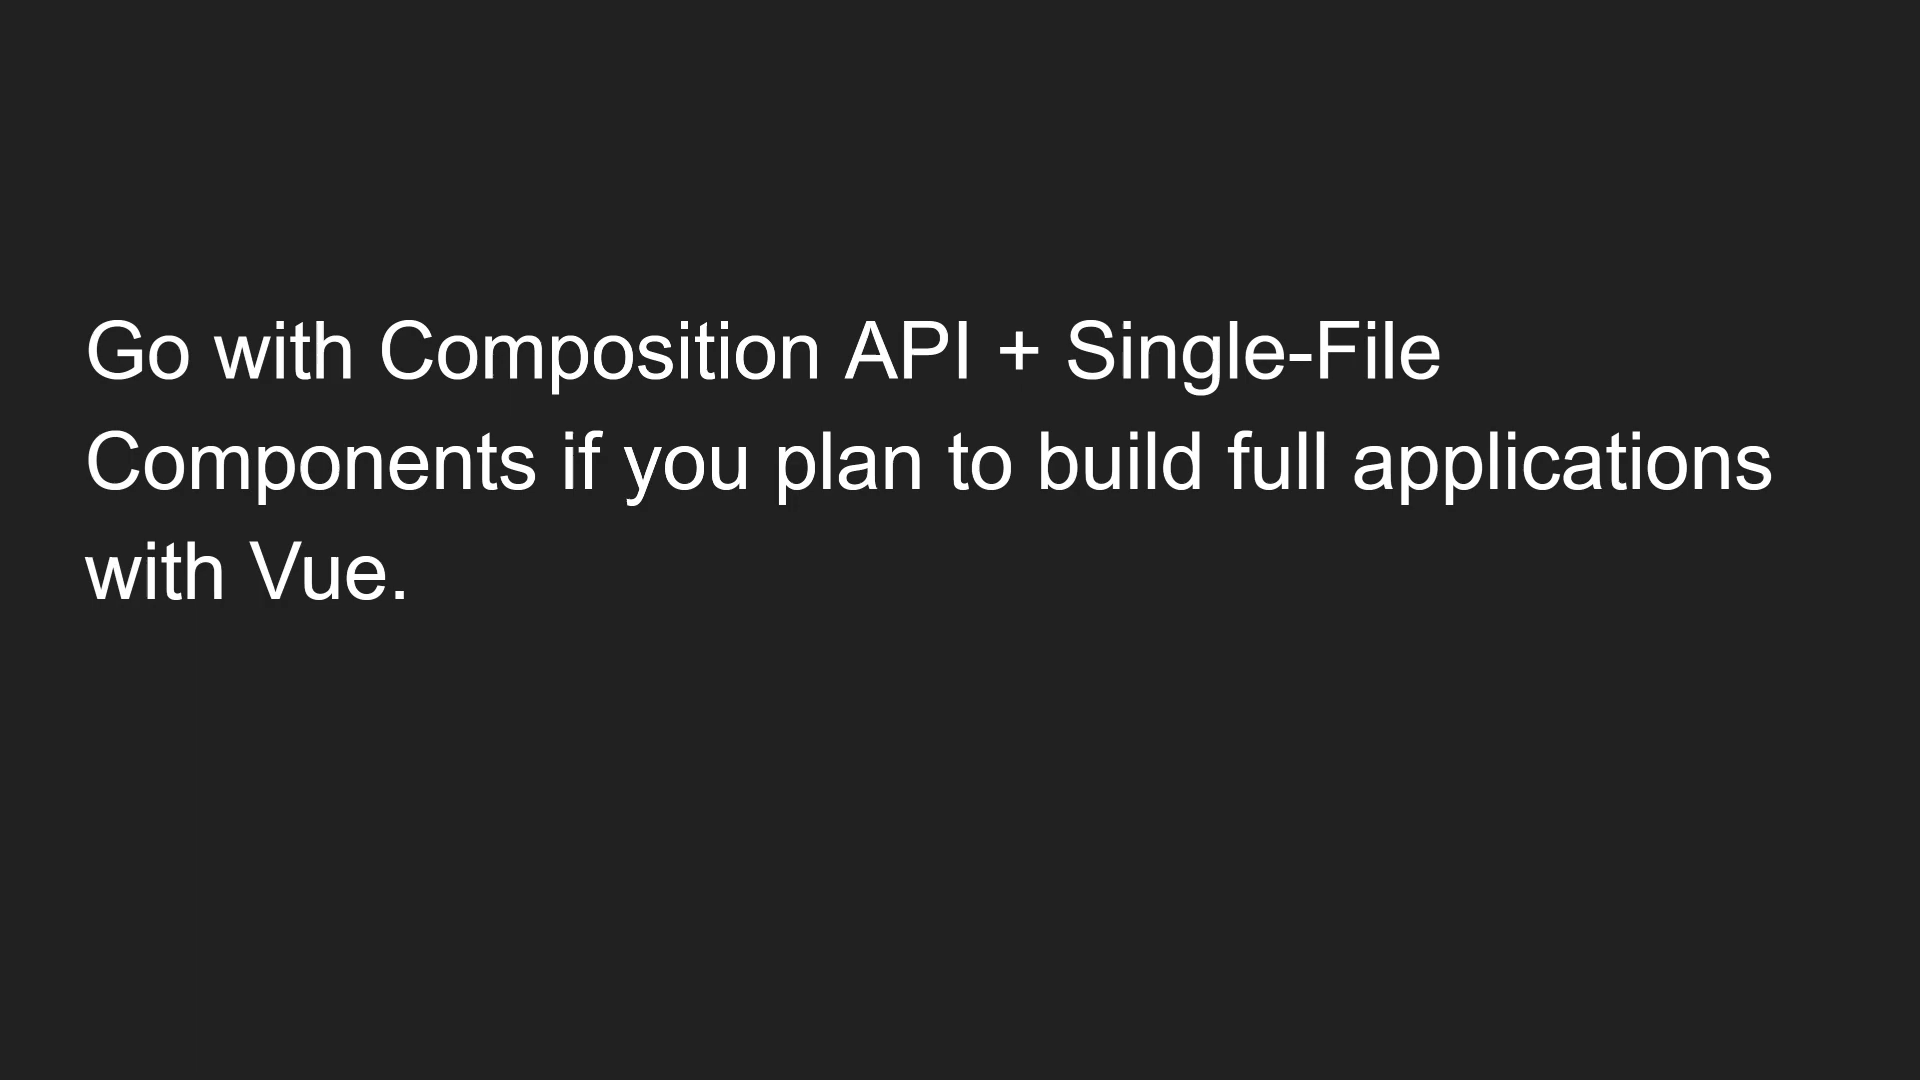 Go with Composition API + Single-File
Components if you plan to build full applications
with Vue.